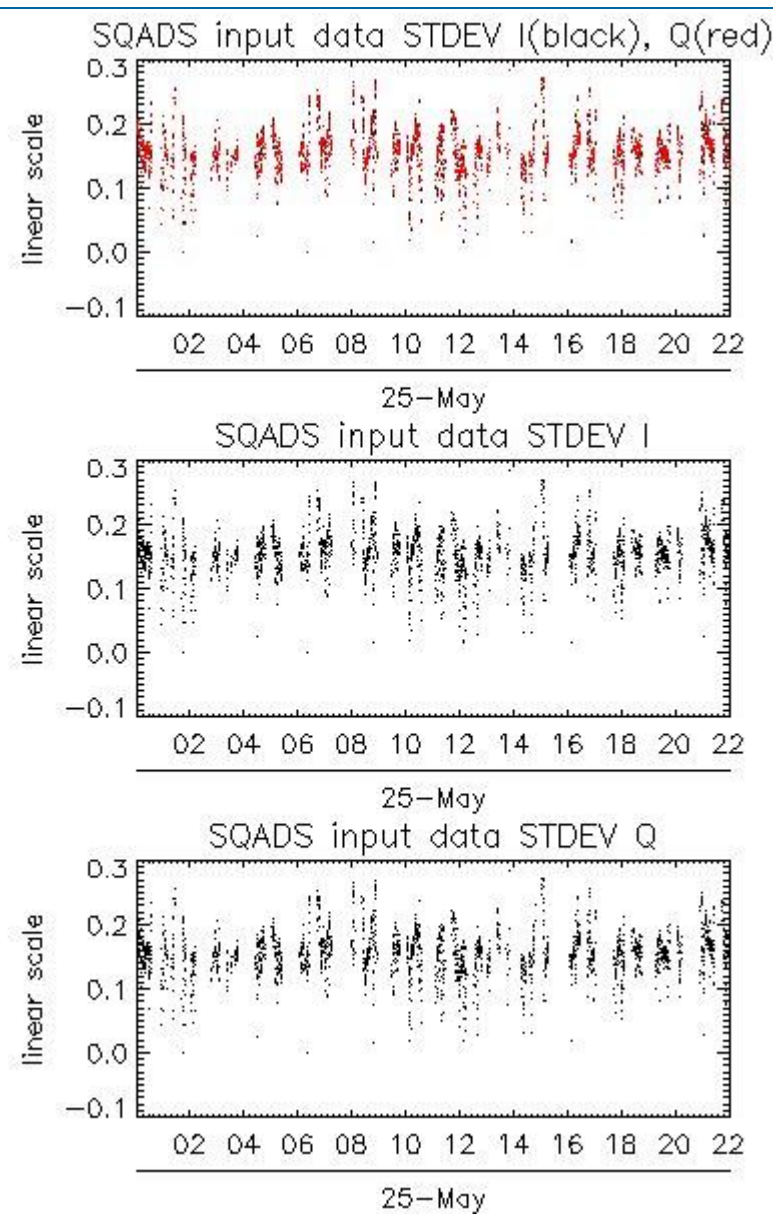 SQADS input data STDEV I(black), Q(red)
0.3
0.2
0.1
0.0
-0.1
linear scale
02 04 06 08 10 12 14 16 18 20 22
25-May
SQADS input data STDEV I
0.3
0.2
0.1
0.0
-0.1
linear scale
02 04 06 08 10 12 14 16 18 20 22
25-May
SQADS input data STDEV Q
0.3
0.2
0.1
0.0
-0.1
linear scale
02 04 06 08 10 12 14 16 18 20 22
25-May